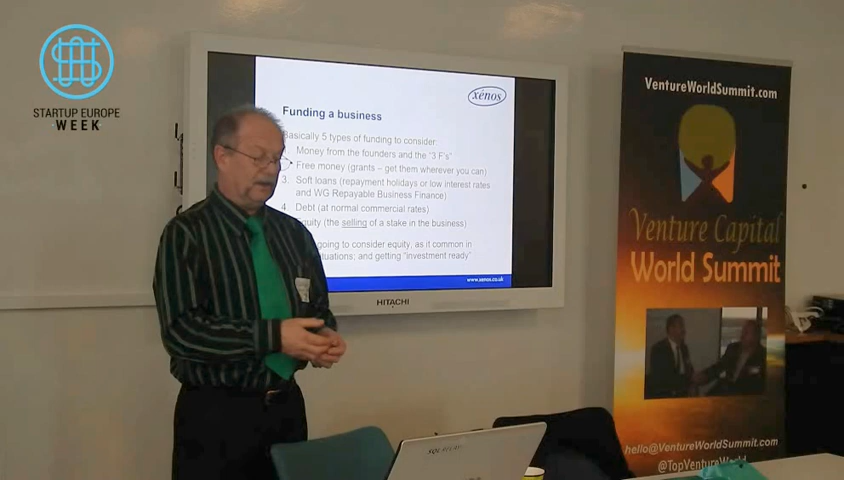 STARTUP EUROPE
WEEK
xénos
Funding a business
Basically 5 types of funding to consider:
Money from the founders and the "3 F's"
Free money (grants – get them wherever you can)
3. Soft loans (repayment holidays or low interest rates
and WG Repayable Business Finance)
4. Debt (at normal commercial rates)
Equity (the selling of a stake in the business)
going to consider equity, as it common in
and getting "investment ready"
www.xenos.co.uk
HITACHI
VentureWorldSummit.com
Venture Capital
World Summit
hello@VentureWorldSummit.com
@TopVentureWorld